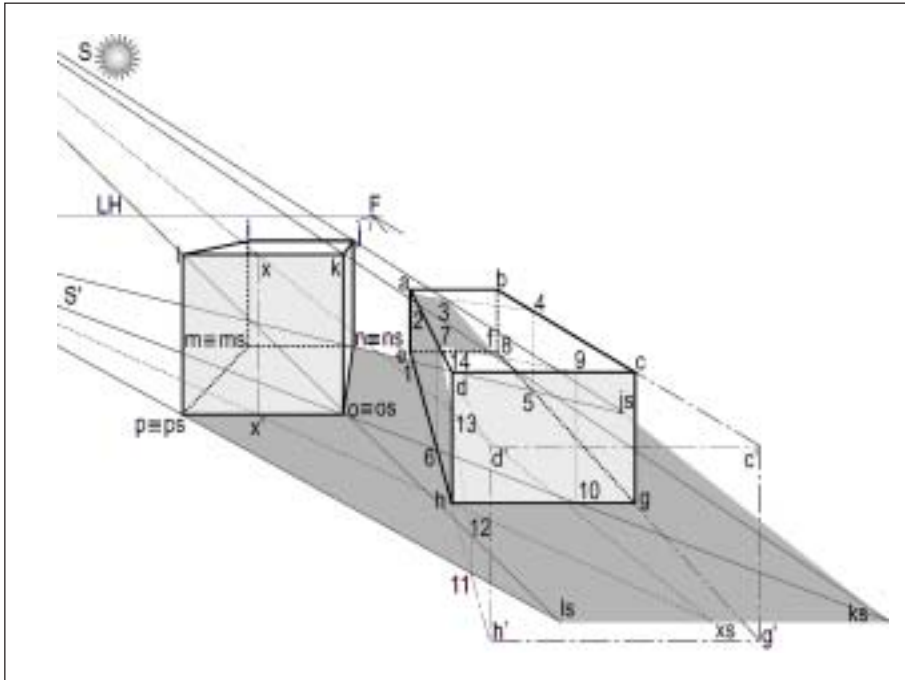 S
LH F
l i j
x k
a b
S' 3 4
2
m≡ms n≡ns 7 f 8
e 1 14 9 c
d 5 js
p≡ps x' o≡os 13
6 d' c'
10
h g
12
11
ls xs ks
h' g'